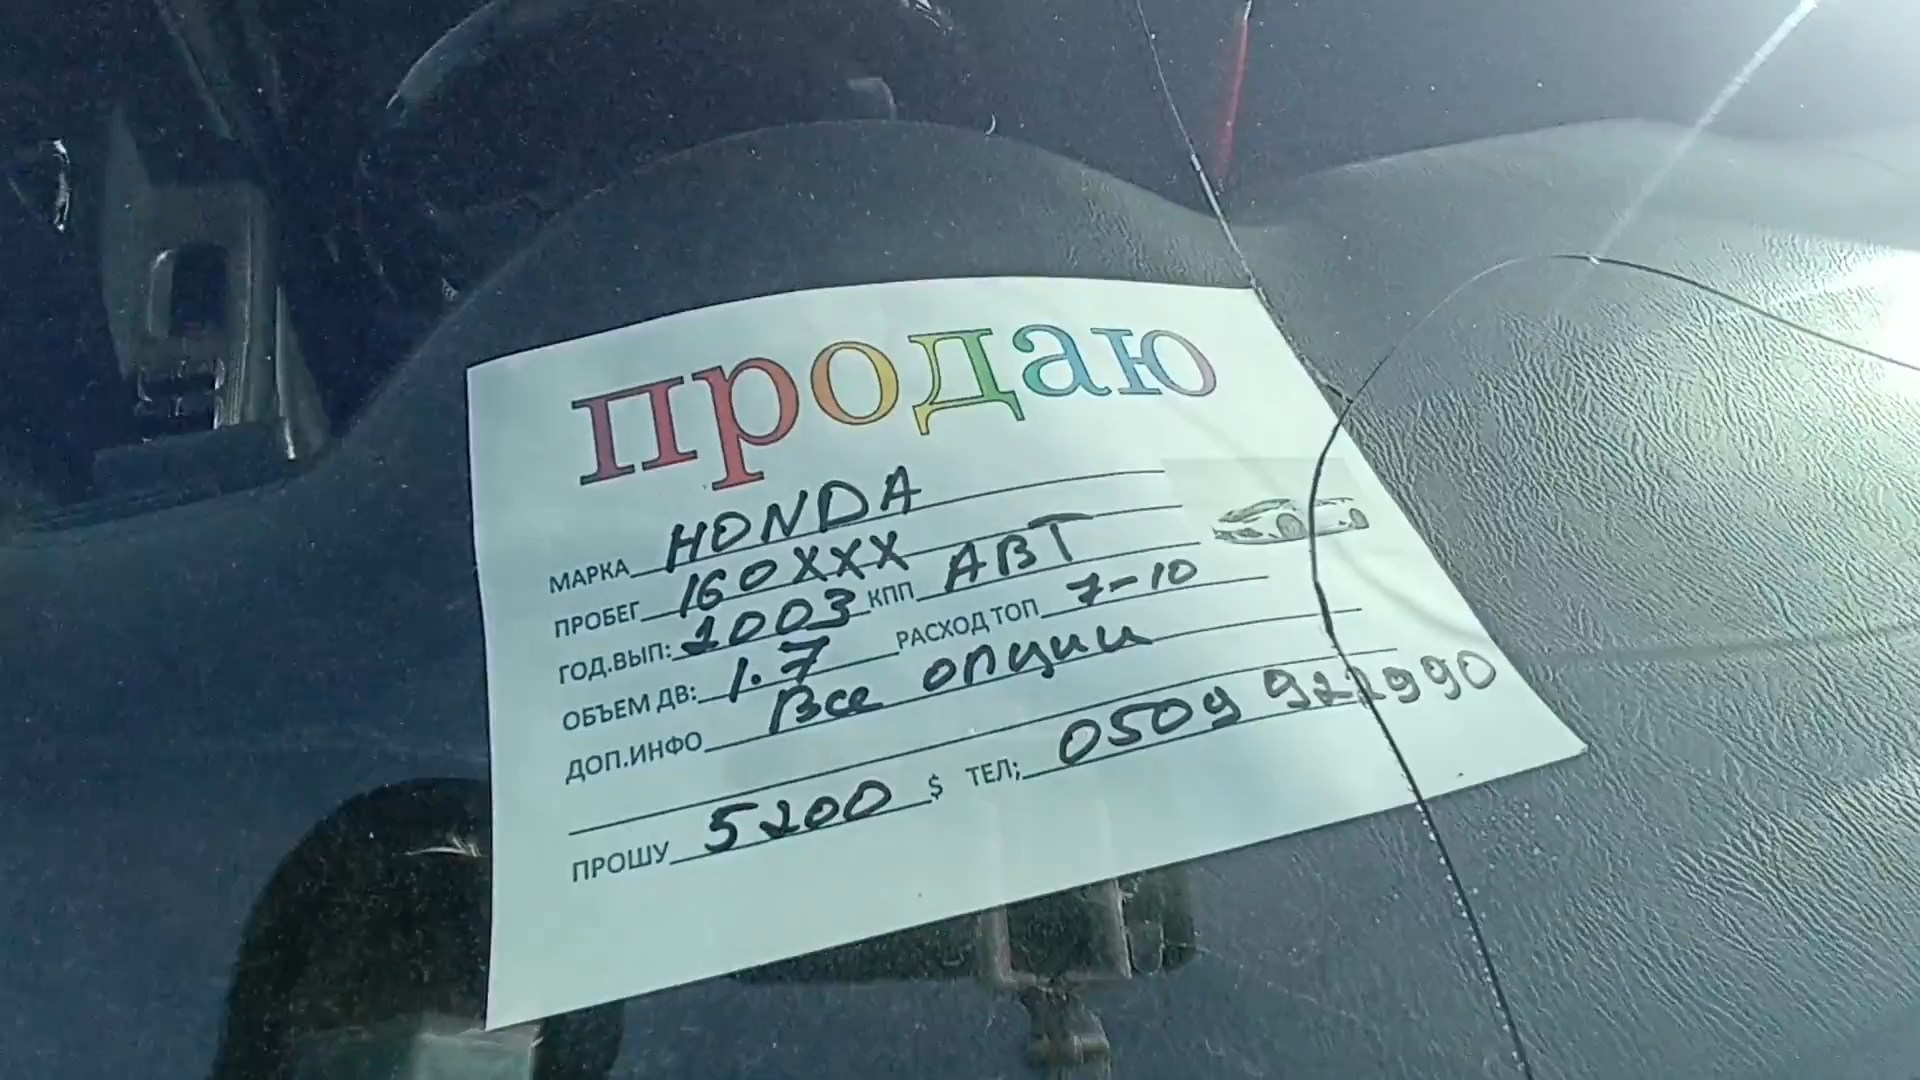 продаю
МАРКА HONDA
ПРОБЕГ 160XXX
ГОД.ВЫП: 2003 КПП АВТ
ОБЪЕМ ДВ: 1.7 РАСХОД ТОП 7-10
ДОП.ИНФО Все опции
ПРОШУ 5200 $ ТЕЛ; 0509 922990